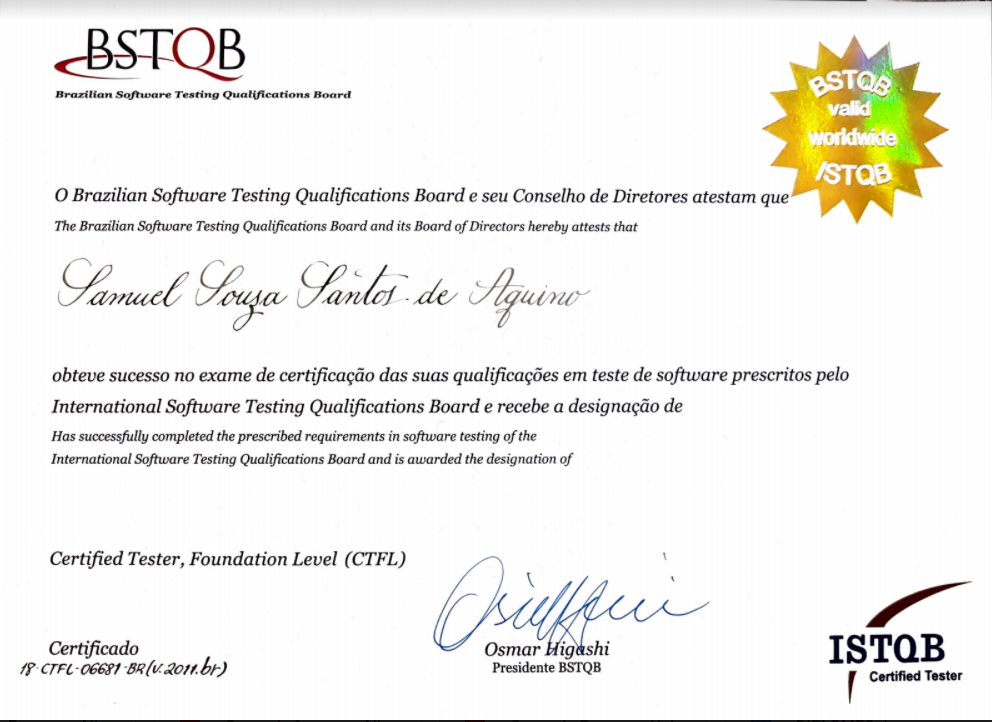 BSTQB
Brazilian Software Testing Qualifications Board
BSTQB
valid
worldwide
ISTQB
O Brazilian Software Testing Qualifications Board e seu Conselho de Diretores atestam que
The Brazilian Software Testing Qualifications Board and its Board of Directors hereby attests that
Samuel Souza Santos de Aquino
obteve sucesso no exame de certificação das suas qualificações em teste de software prescritos pelo
International Software Testing Qualifications Board e recebe a designação de
Has successfully completed the prescribed requirements in software testing of the
International Software Testing Qualifications Board and is awarded the designation of
Certified Tester, Foundation Level (CTFL)
Certificado
18-CTFL-06681-BR(v.2011.br)
Osmar Higashi
Presidente BSTQB
ISTQB
Certified Tester